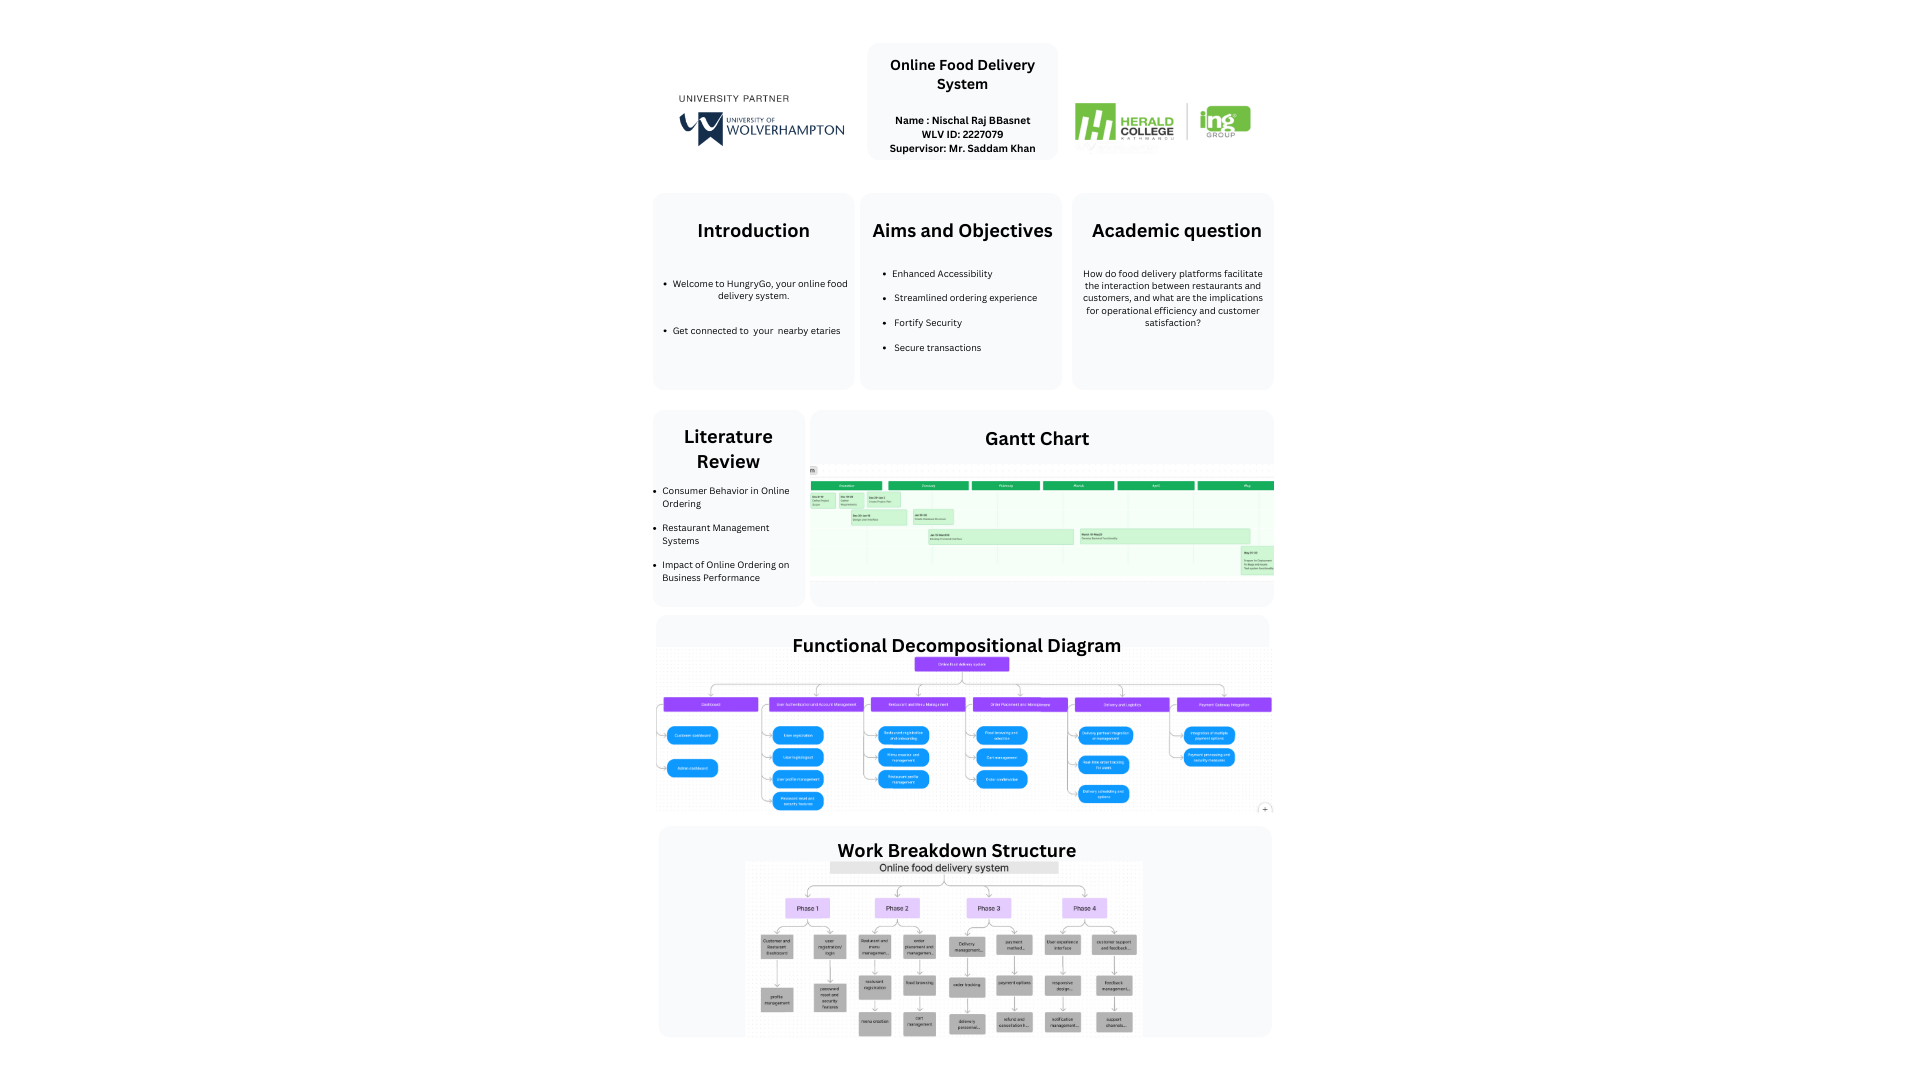 Online Food Delivery
System
UNIVERSITY PARTNER
UNIVERSITY OF
WOLVERHAMPTON
Name : Nischal Raj BBasnet
WLV ID: 2227079
Supervisor: Mr. Saddam Khan
HERALD
COLLEGE
KATHMANDU
ing
GROUP
Introduction
• Welcome to HungryGo, your online food
delivery system.
• Get connected to your nearby etaries
Aims and Objectives
• Enhanced Accessibility
• Streamlined ordering experience
• Fortify Security
• Secure transactions
Academic question
How do food delivery platforms facilitate
the interaction between restaurants and
customers, and what are the implications
for operational efficiency and customer
satisfaction?
Literature
Review
• Consumer Behavior in Online
Ordering
• Restaurant Management
Systems
• Impact of Online Ordering on
Business Performance
Gantt Chart
April
May
Functional Decompositional Diagram
Online food delivery system
Dashboard
User Authentication and Account Management
Restaurant and Menu Management
Order Placement and Management
Delivery and Logistics
Payment Gateway Integration
Customer dashboard
Admin dashboard
User registration
User login/logout
User profile management
Password reset and
security features
Restaurant registration
and onboarding
Menu creation and
management
Restaurant profile
management
Food browsing and
selection
Cart management
Order confirmation
Delivery partner integration
or management
Real-time order tracking
for users
Delivery scheduling and
options
Integration of multiple
payment options
Payment processing and
security measures
Work Breakdown Structure
Online food delivery system
Phase 1
Phase 2
Phase 3
Phase 4
Customer and
Restaurant
Dashboard
user
registration/
login
Restaurant and
menu
management...
order
placement and
management...
Delivery
management...
payment
method...
User experience
interface
customer support
and feedback...
profile
management
password
reset and
security
features
restaurant
registration
food browsing
order tracking
payment options
responsive
design...
Feedback
management...
menu creation
cart
management
delivery
personnel...
refund and
cancellation h...
notification
management...
support
channels...